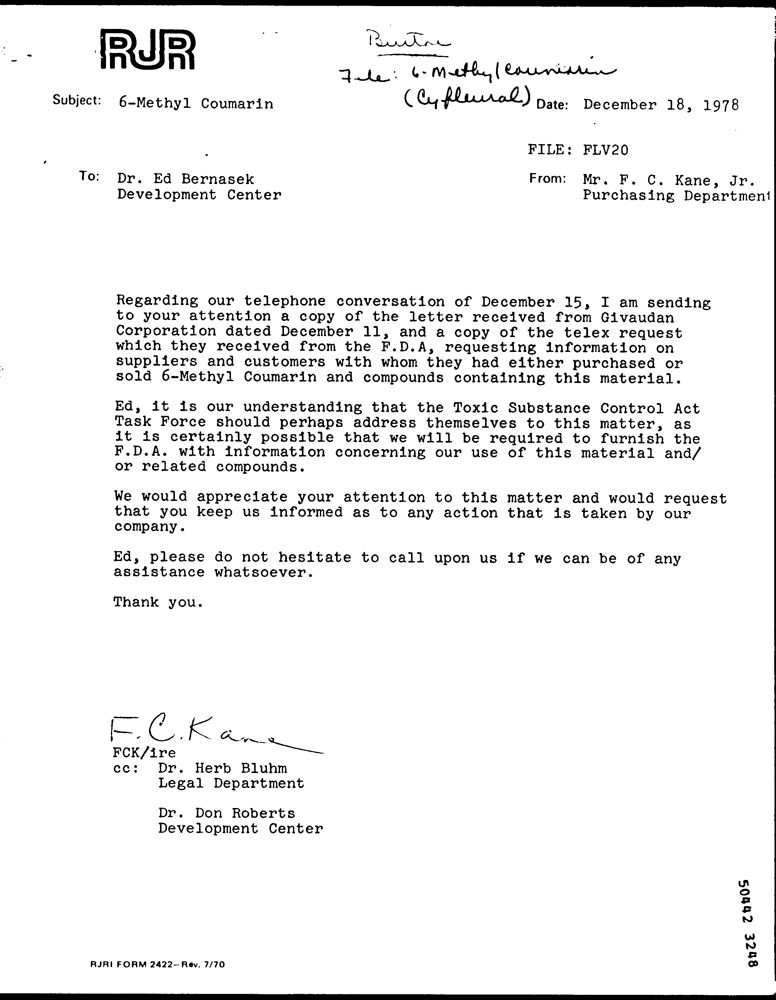 RJR
File: 6-Methyl Coumarin
Subject: 6-Methyl Coumarin
Date: December 18, 1978
FILE: FLV20
To: Dr. Ed Bernasek
Development Center
From: Mr. F. C. Kane, Jr.
Purchasing Department
Regarding our telephone conversation of December 15, I am sending
to your attention a copy of the letter received from Givaudan
Corporation dated December 11, and a copy of the telex request
which they received from the F.D.A, requesting information on
suppliers and customers with whom they had either purchased or
sold 6-Methyl Coumarin and compounds containing this material.
Ed, it is our understanding that the Toxic Substance Control Act
Task Force should perhaps address themselves to this matter, as
it is certainly possible that we will be required to furnish the
F.D.A. with information concerning our use of this material and/
or related compounds.
We would appreciate your attention to this matter and would request
that you keep us informed as to any action that is taken by our
company.
Ed, please do not hesitate to call upon us if we can be of any
assistance whatsoever.
Thank you.
F.C. Kane
FCK/ire
cc: Dr. Herb Bluhm
Legal Department
Dr. Don Roberts
Development Center
50442 3248
RJRI FORM 2422-Rev. 7/70